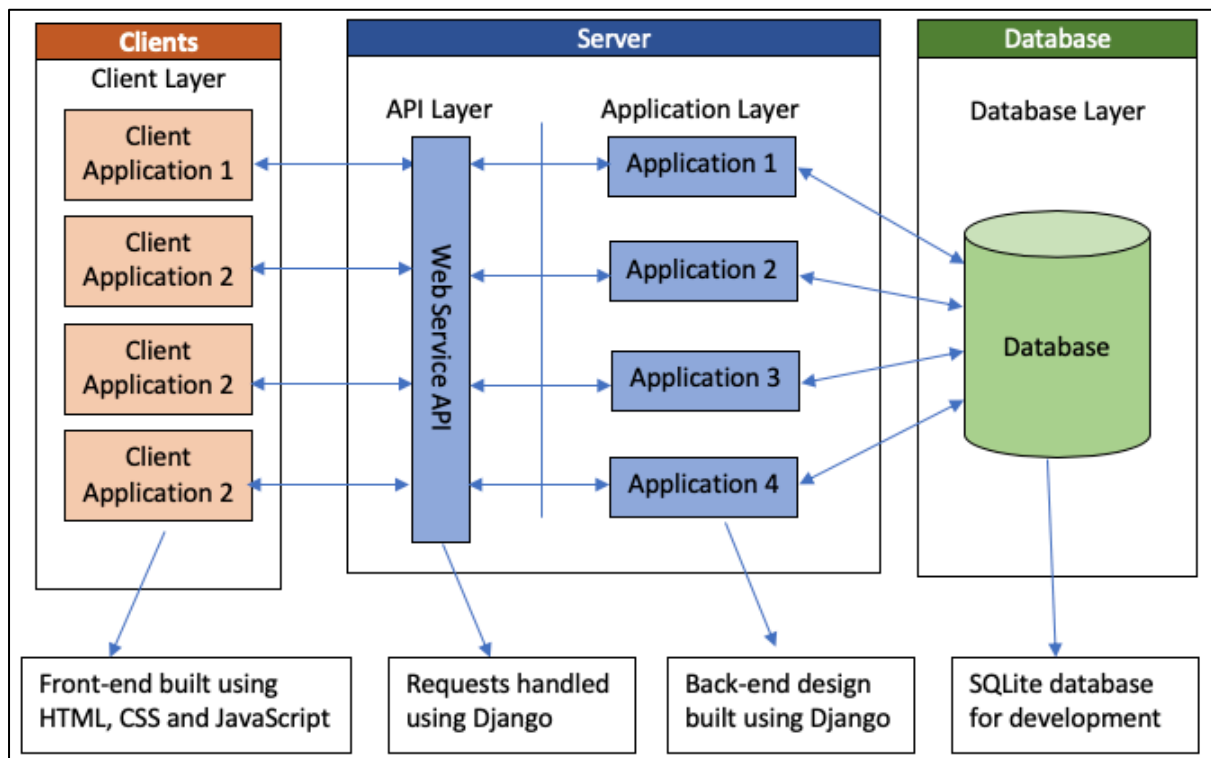 Clients
Client Layer
Client
Application 1
Client
Application 2
Client
Application 2
Client
Application 2
Server
API Layer
Application Layer
Web Service API
Application 1
Application 2
Application 3
Application 4
Database
Database Layer
Database
Front-end built using
HTML, CSS and JavaScript
Requests handled
using Django
Back-end design
built using Django
SQLite database
for development